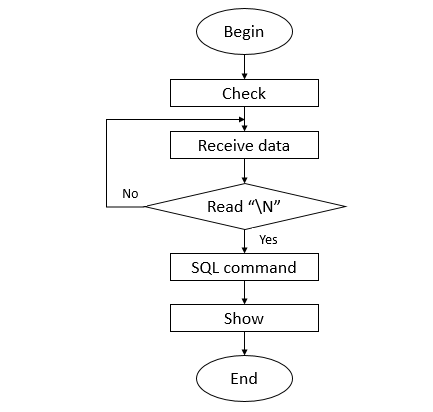 Begin
Check
Receive data
Read “\N”
No
Yes
SQL command
Show
End